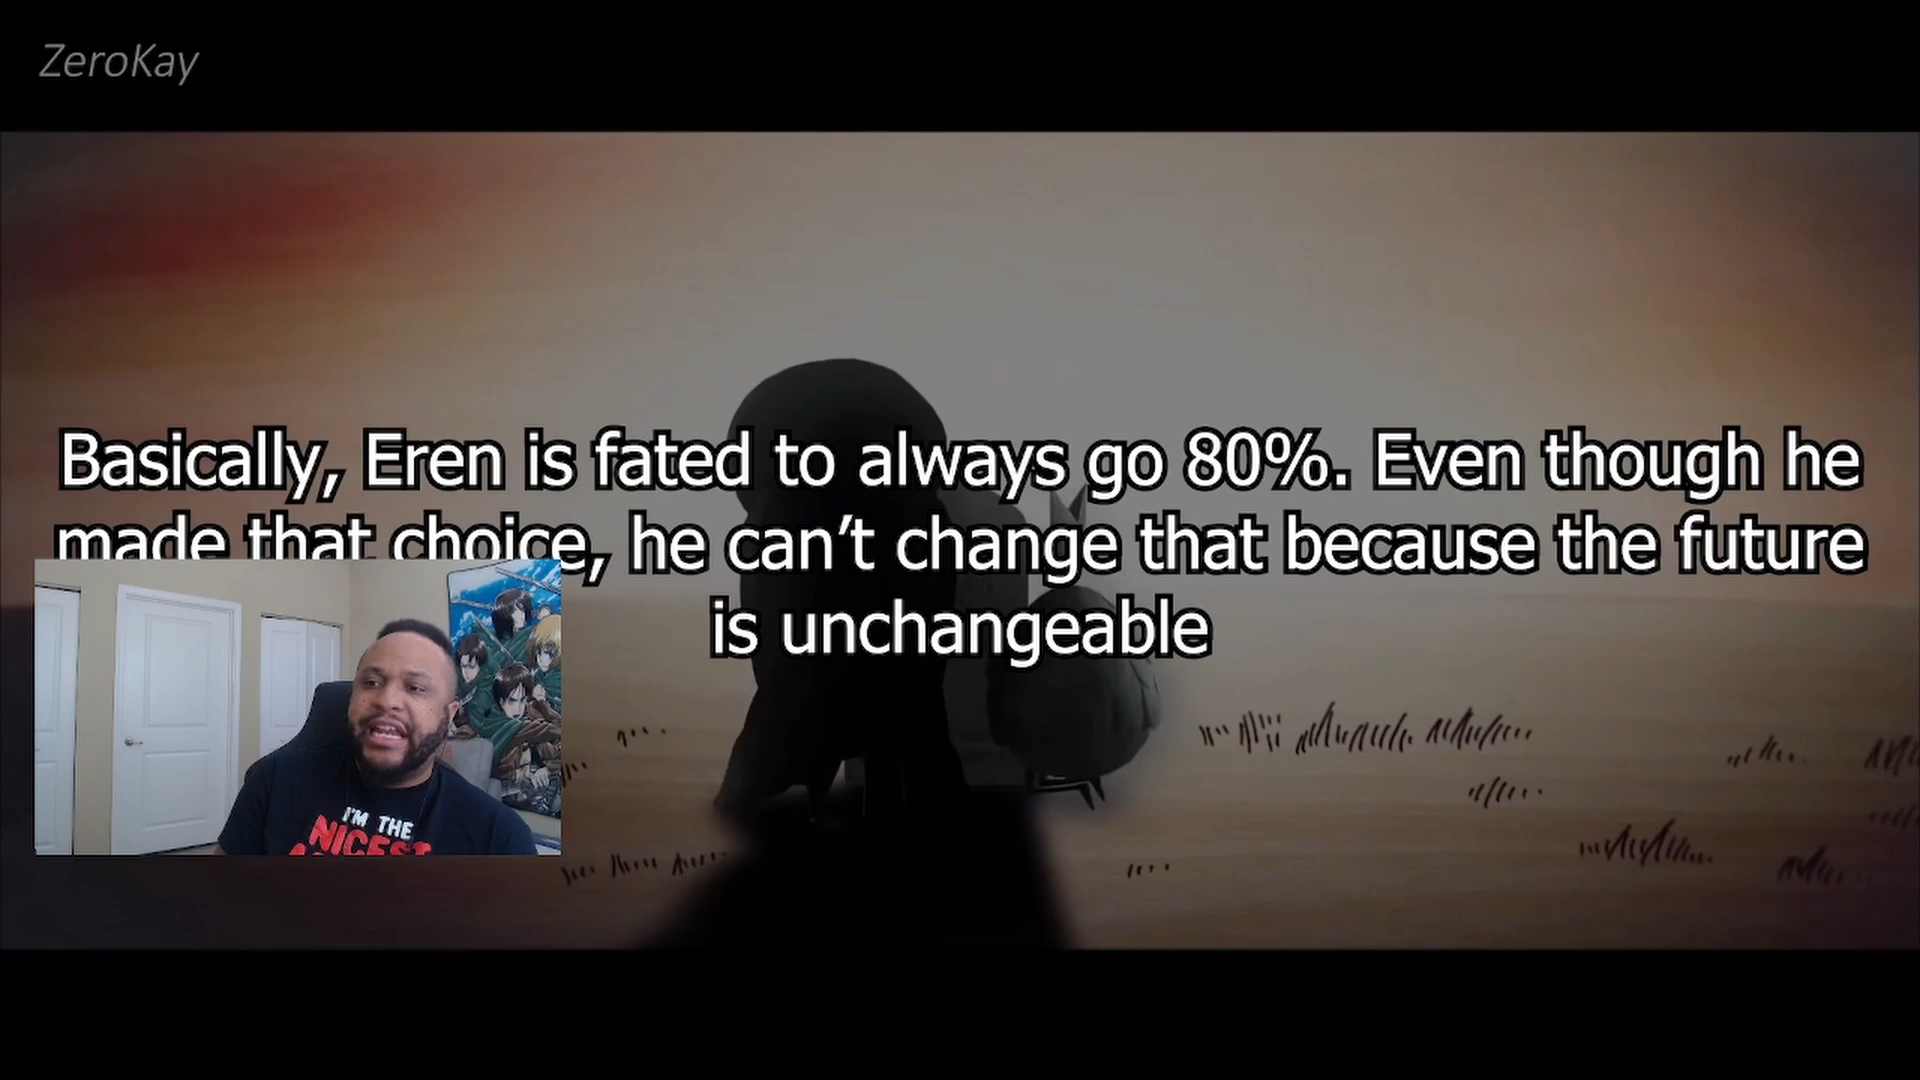 ZeroKay
Basically, Eren is fated to always go 80%. Even though he
made that choice, he can’t change that because the future
is unchangeable
I'M THE
NICEST